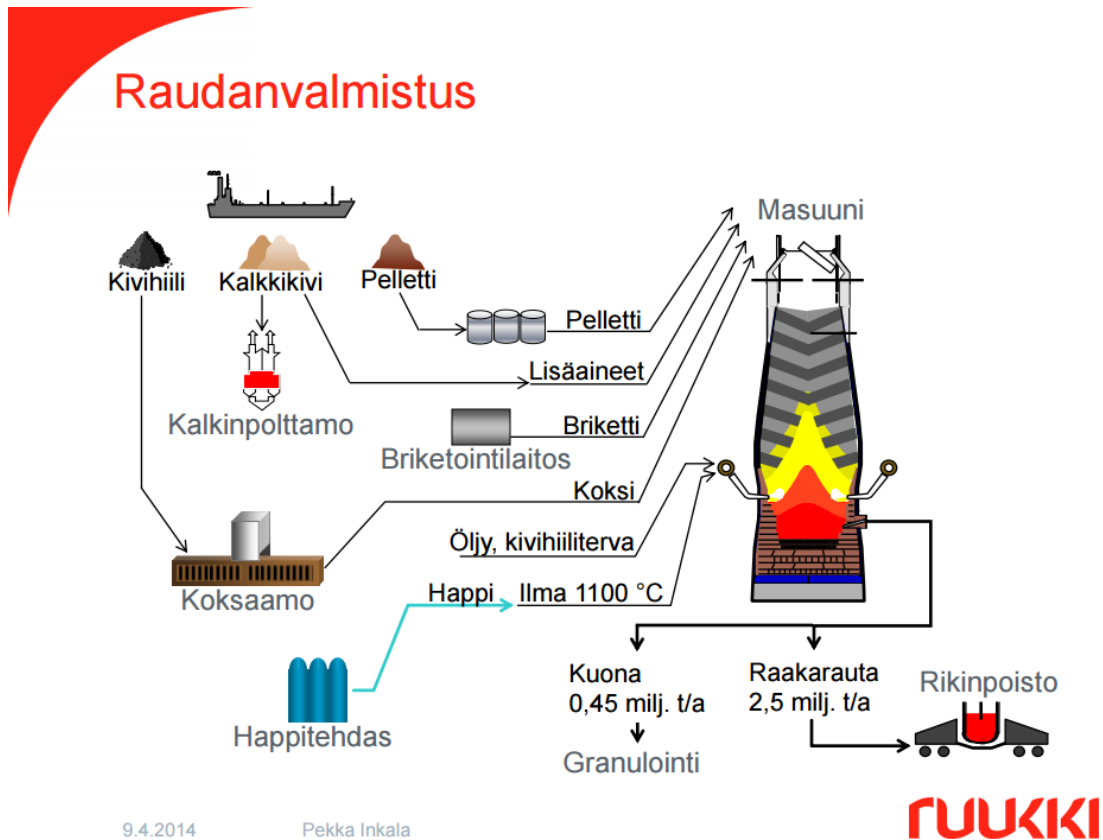 Raudanvalmistus
Masuuni
Kivihiili
Kalkkikivi
Pelletti
Pelletti
Lisäaineet
Kalkinpolttamo
Briketti
Briketointilaitos
Koksi
Öljy, kivihiiliterva
Koksaamo
Happi
Ilma 1100 °C
Kuona
0,45 milj. t/a
Raakarauta
2,5 milj. t/a
Rikinpoisto
Happitehdas
Granulointi
9.4.2014
Pekka Inkala
RUUKKI